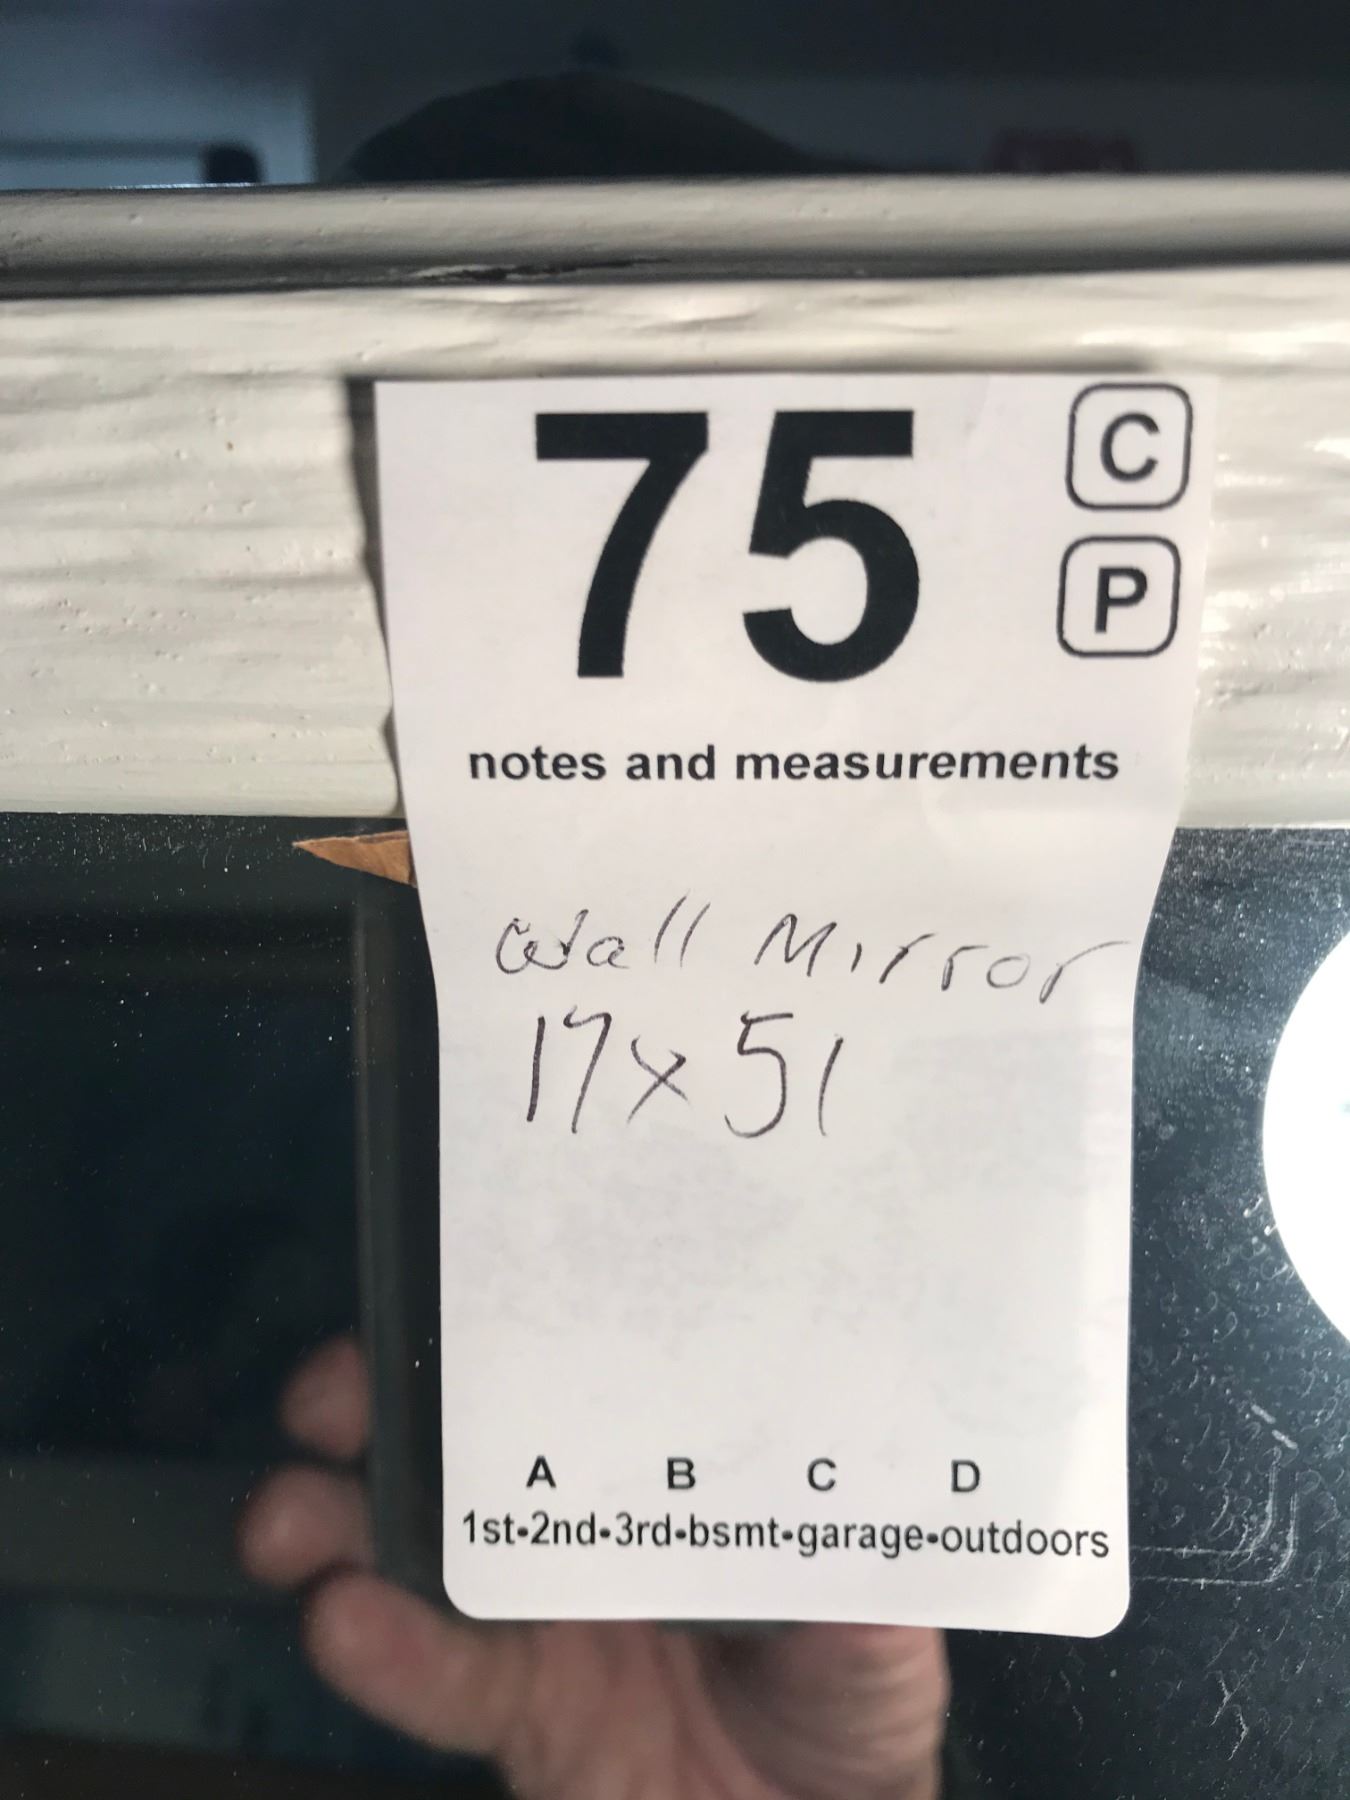 75
C
P
notes and measurements
Wall Mirror
17x51
A B C D
1st-2nd-3rd-bsmt-garage-outdoors